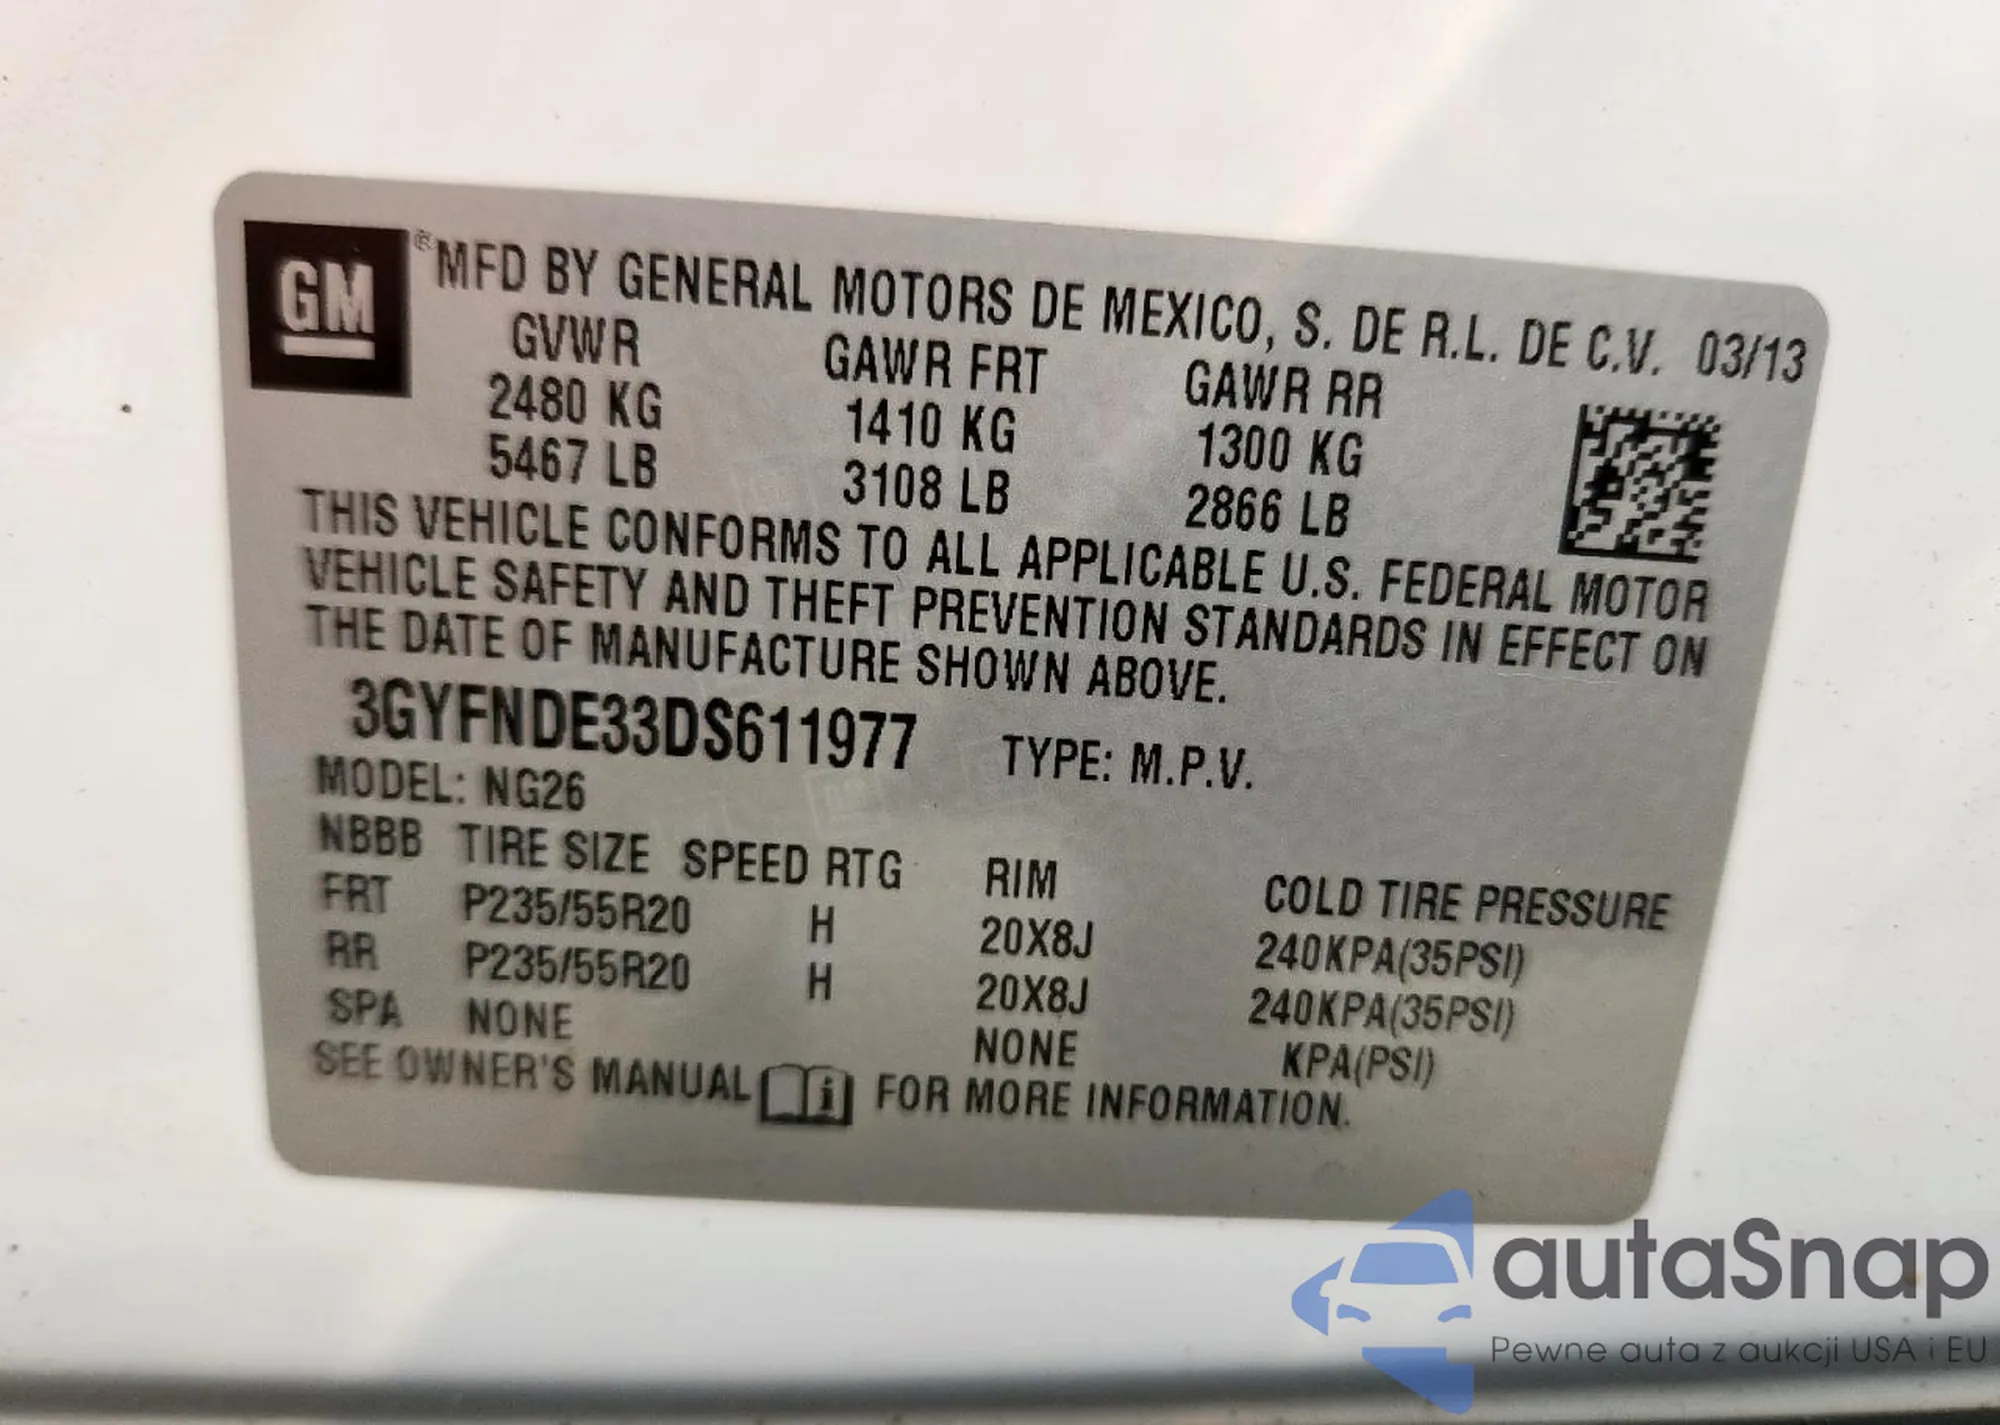 GM ® MFD BY GENERAL MOTORS DE MEXICO, S. DE R.L. DE C.V. 03/13
GVWR GAWR FRT GAWR RR
2480 KG 1410 KG 1300 KG
5467 LB 3108 LB 2866 LB
THIS VEHICLE CONFORMS TO ALL APPLICABLE U.S. FEDERAL MOTOR
VEHICLE SAFETY AND THEFT PREVENTION STANDARDS IN EFFECT ON
THE DATE OF MANUFACTURE SHOWN ABOVE.
3GYFNDE33DS611977 TYPE: M.P.V.
MODEL: NG26
NBBB TIRE SIZE SPEED RTG RIM COLD TIRE PRESSURE
FRT P235/55R20 H 20X8J 240KPA(35PSI)
RR P235/55R20 H 20X8J 240KPA(35PSI)
SPA NONE NONE KPA(PSI)
SEE OWNER'S MANUAL i FOR MORE INFORMATION.
autaSnap
Pewne auta z aukcji USA i EU